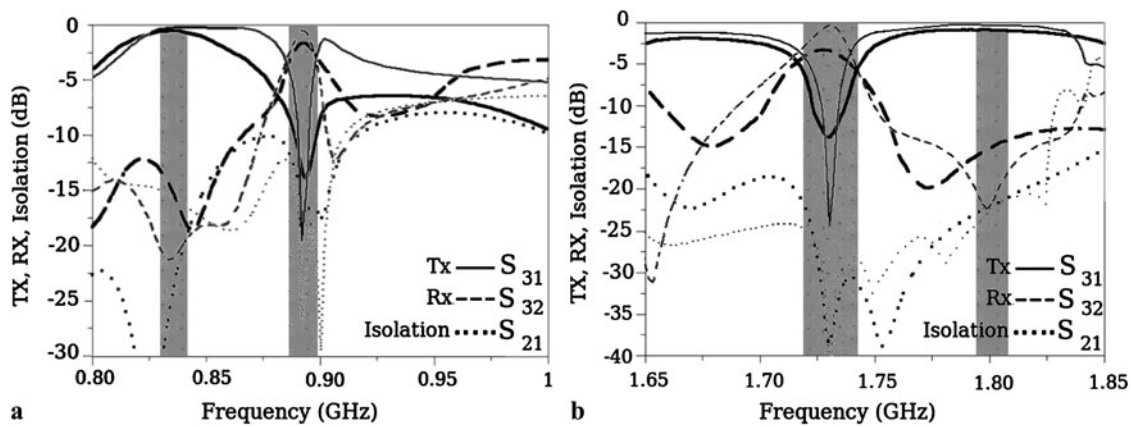 TX, RX, Isolation (dB)
0
-5
-10
-15
-20
-25
-30
0.80
0.85
0.90
0.95
1
Frequency (GHz)
Tx S31
Rx S32
Isolation S21
a
TX, RX, Isolation (dB)
0
-5
-10
-15
-20
-25
-30
-35
-40
1.65
1.70
1.75
1.80
1.85
Frequency (GHz)
Tx S31
Rx S32
Isolation S21
b